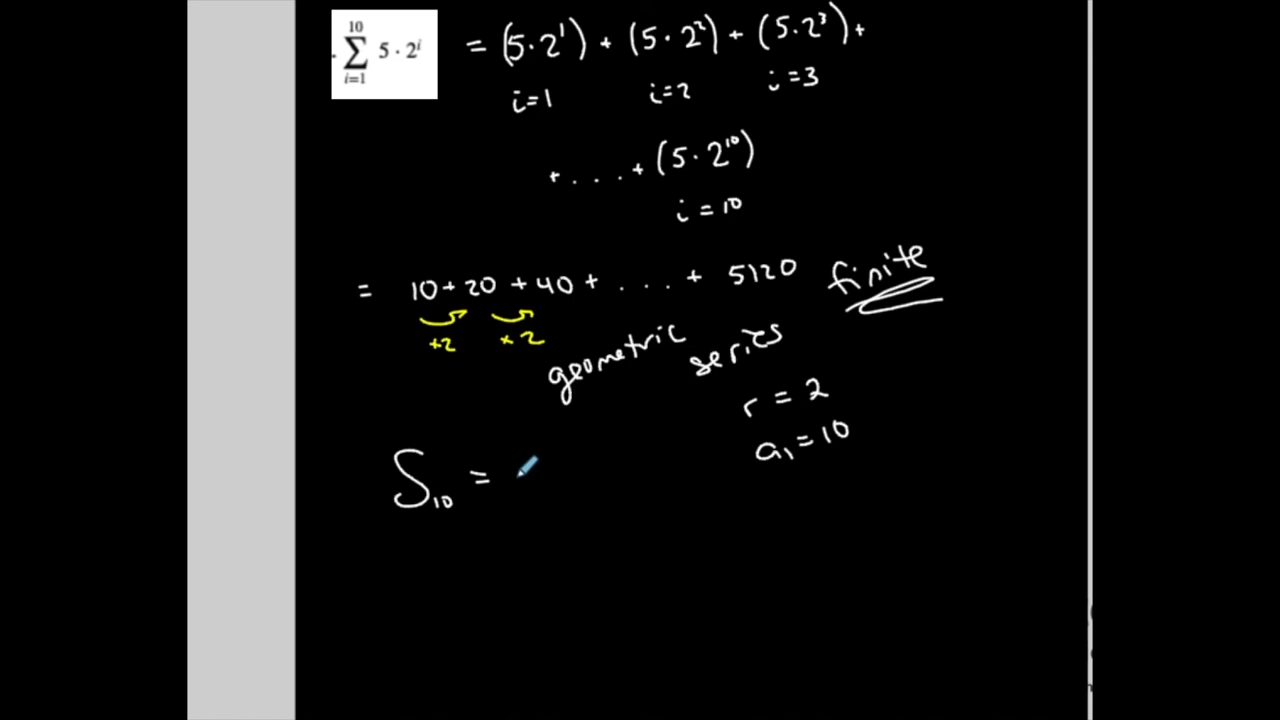 10
∑ 5 · 2^i = (5·2^1) + (5·2^2) + (5·2^3) +
i=1
i=1 i=2 i=3
+ . . . . + (5·2^10)
i = 10
= 10 + 20 + 40 + . . . . + 5120 finite
×2 ×2
geometric series
r = 2
a₁ = 10
S₁₀ =